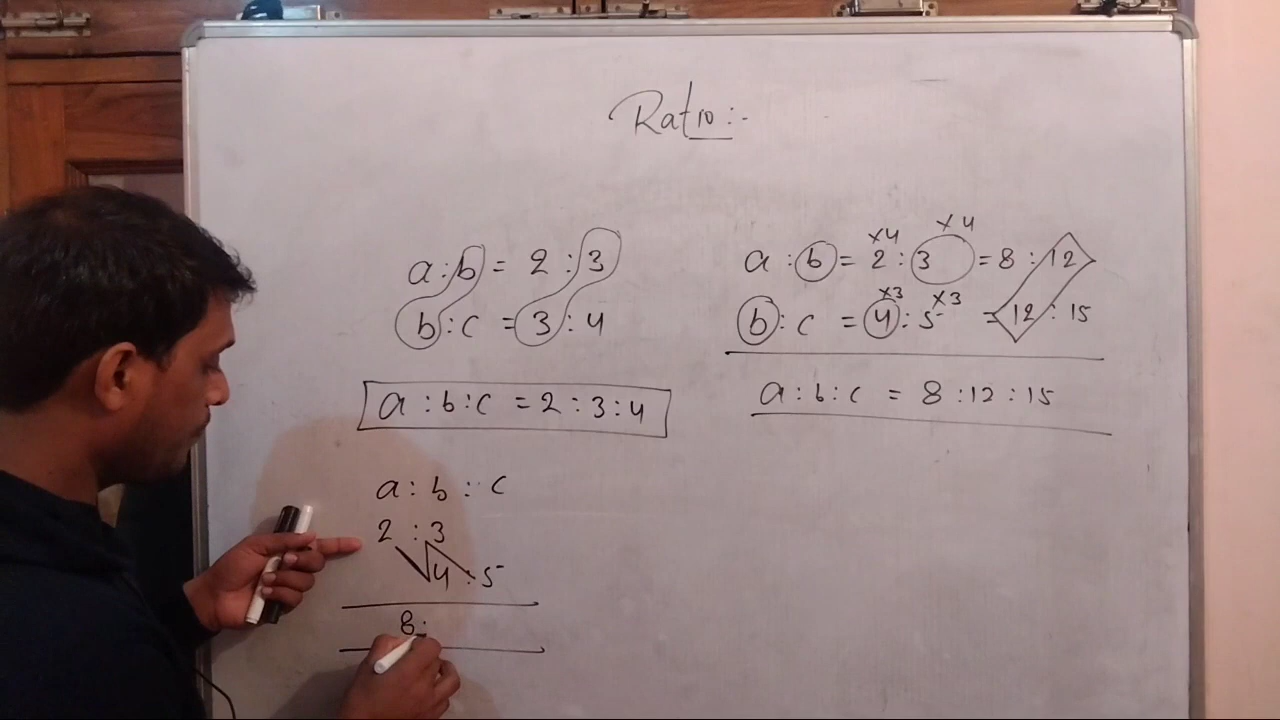 Ratio :-
a : b = 2 : 3
b : c = 3 : 4
a : b : c = 2 : 3 : 4
a : b : c
2 : 3
4 : 5
8 :
×4 ×4
a : b = 2 : 3 = 8 : 12
×3 ×3
b : c = 4 : 5 = 12 : 15
a : b : c = 8 : 12 : 15